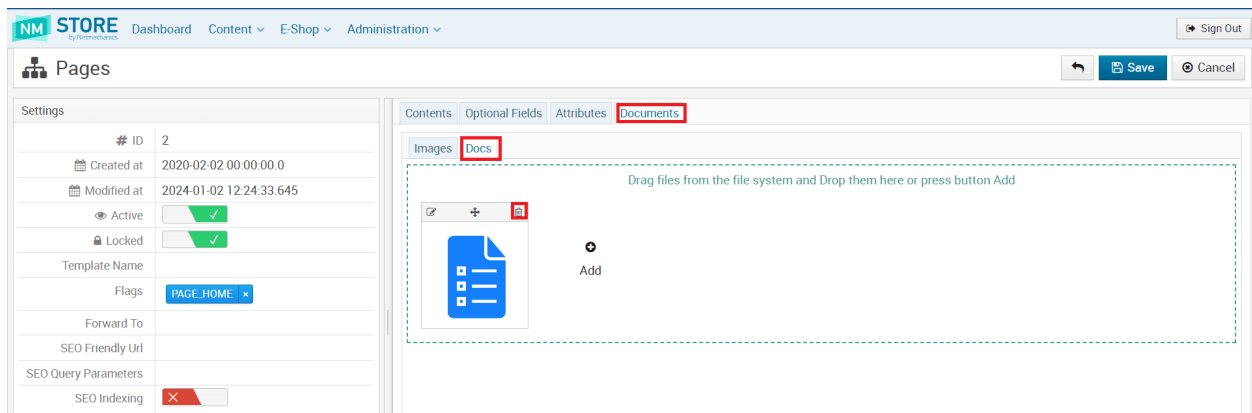 NM STORE
by Netmechanics
Dashboard Content E-Shop Administration
Sign Out
Pages
Save Cancel
Settings
# ID 2
Created at 2020-02-02 00:00:00.0
Modified at 2024-01-02 12:24:33.645
Active
Locked
Template Name
Flags PAGE_HOME ×
Forward To
SEO Friendly Url
SEO Query Parameters
SEO Indexing
Contents Optional Fields Attributes Documents
Images Docs
Drag files from the file system and Drop them here or press button Add
Add